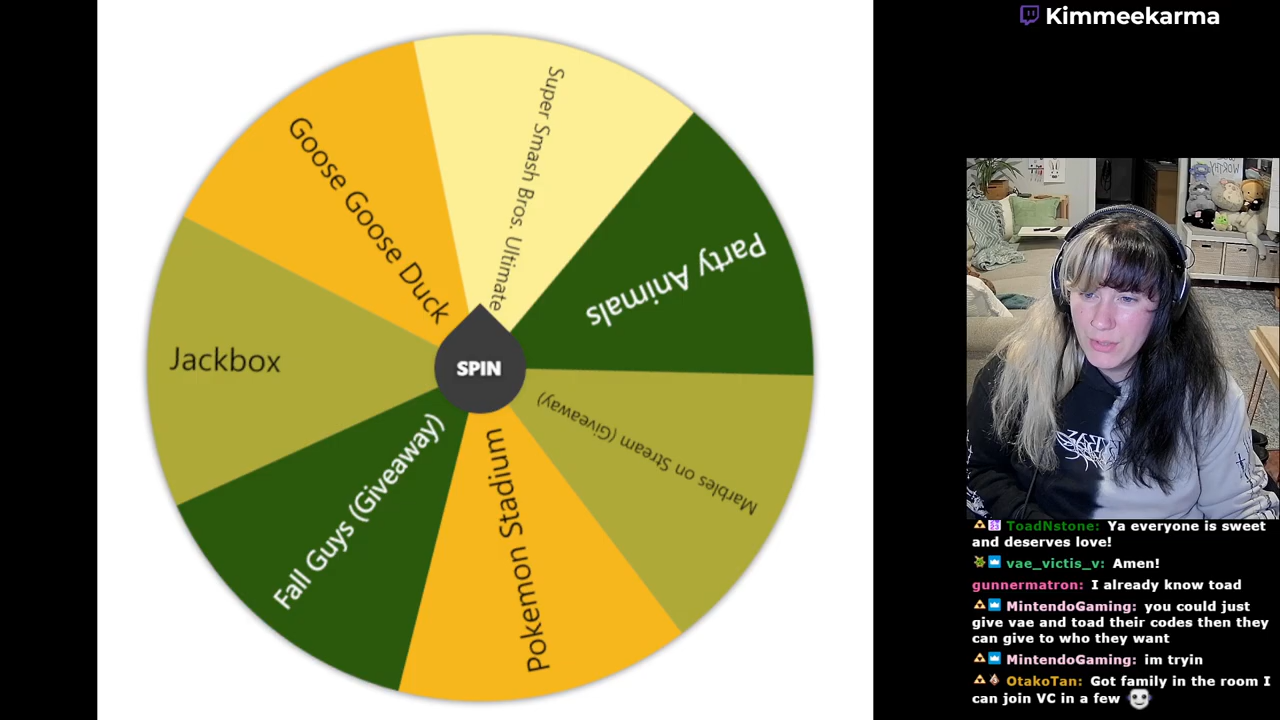 Kimmeekarma
Super Smash Bros. Ultimate
Party Animals
Marbles on Stream (Giveaway)
Pokemon Stadium
Fall Guys (Giveaway)
Jackbox
Goose Goose Duck
SPIN
ToadNstone: Ya everyone is sweet
and deserves love!
vae_victis_v: Amen!
gunnermatron: I already know toad
MintendoGaming: you could just
give vae and toad their codes then they
can give to who they want
MintendoGaming: im tryin
OtakoTan: Got family in the room I
can join VC in a few